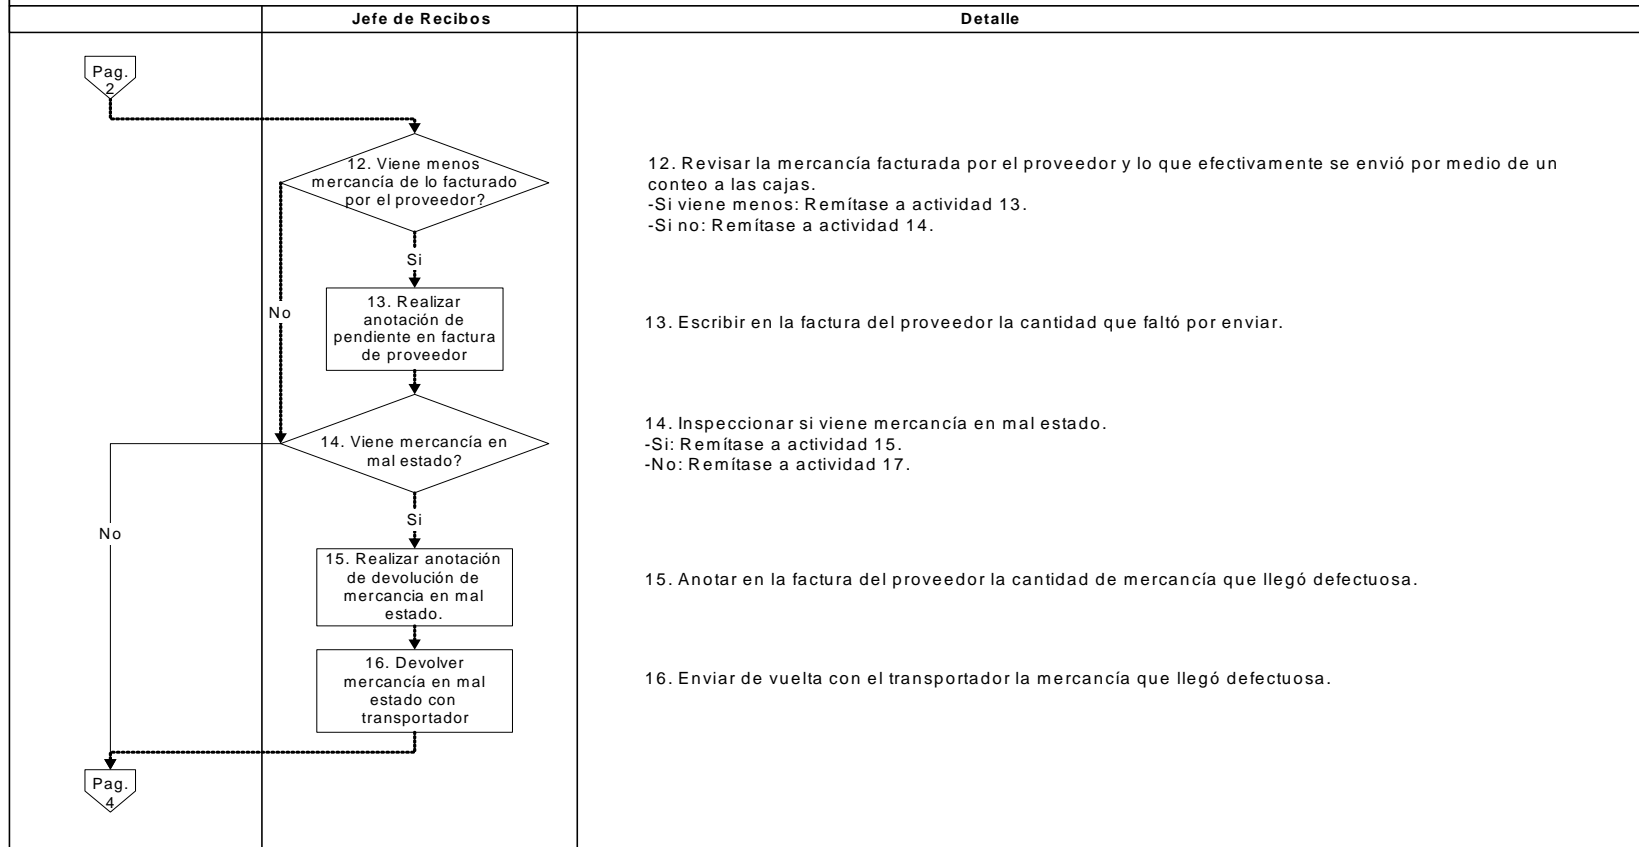 Jefe de Recibos
Detalle
Pag.
2
12. Viene menos
mercancía de lo facturado
por el proveedor?
12. Revisar la mercancía facturada por el proveedor y lo que efectivamente se envió por medio de un
conteo a las cajas.
-Si viene menos: Remítase a actividad 13.
-Si no: Remítase a actividad 14.
Si
No
13. Realizar
anotación de
pendiente en factura
de proveedor
13. Escribir en la factura del proveedor la cantidad que faltó por enviar.
14. Viene mercancía en
mal estado?
14. Inspeccionar si viene mercancía en mal estado.
-Si: Remítase a actividad 15.
-No: Remítase a actividad 17.
Si
No
15. Realizar anotación
de devolución de
mercancia en mal
estado.
15. Anotar en la factura del proveedor la cantidad de mercancía que llegó defectuosa.
16. Devolver
mercancía en mal
estado con
transportador
16. Enviar de vuelta con el transportador la mercancía que llegó defectuosa.
Pag.
4